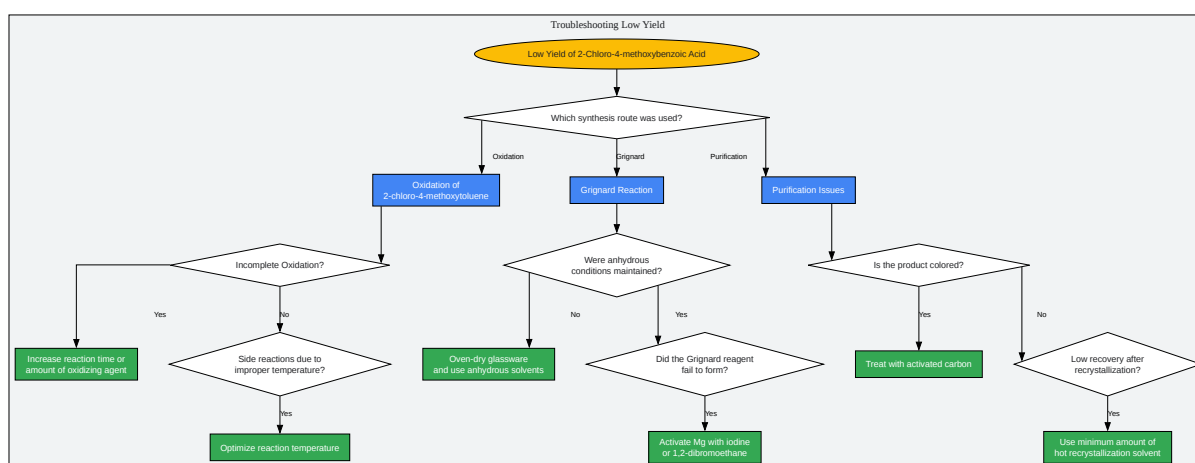 Troubleshooting Low Yield
Low Yield of 2-Chloro-4-methoxybenzoic Acid
Which synthesis route was used?
Oxidation
Grignard
Purification
Oxidation of
2-chloro-4-methoxytoluene
Grignard Reaction
Purification Issues
Incomplete Oxidation?
Were anhydrous
conditions maintained?
Is the product colored?
Yes
No
No
Yes
Yes
No
Increase reaction time or
amount of oxidizing agent
Side reactions due to
improper temperature?
Oven-dry glassware
and use anhydrous solvents
Did the Grignard reagent
fail to form?
Treat with activated carbon
Low recovery after
recrystallization?
Yes
Yes
Yes
Optimize reaction temperature
Activate Mg with iodine
or 1,2-dibromoethane
Use minimum amount of
hot recrystallization solvent